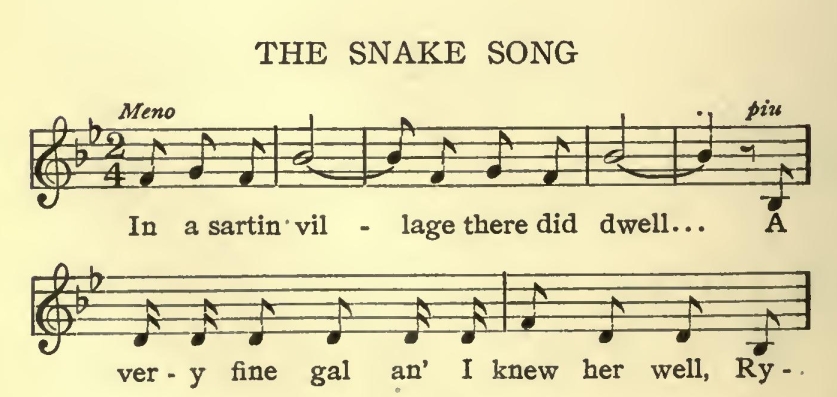 THE SNAKE SONG
Meno
piu
2
4
In a sartin vil - lage there did dwell... A
ver - y fine gal an' I knew her well, Ry -